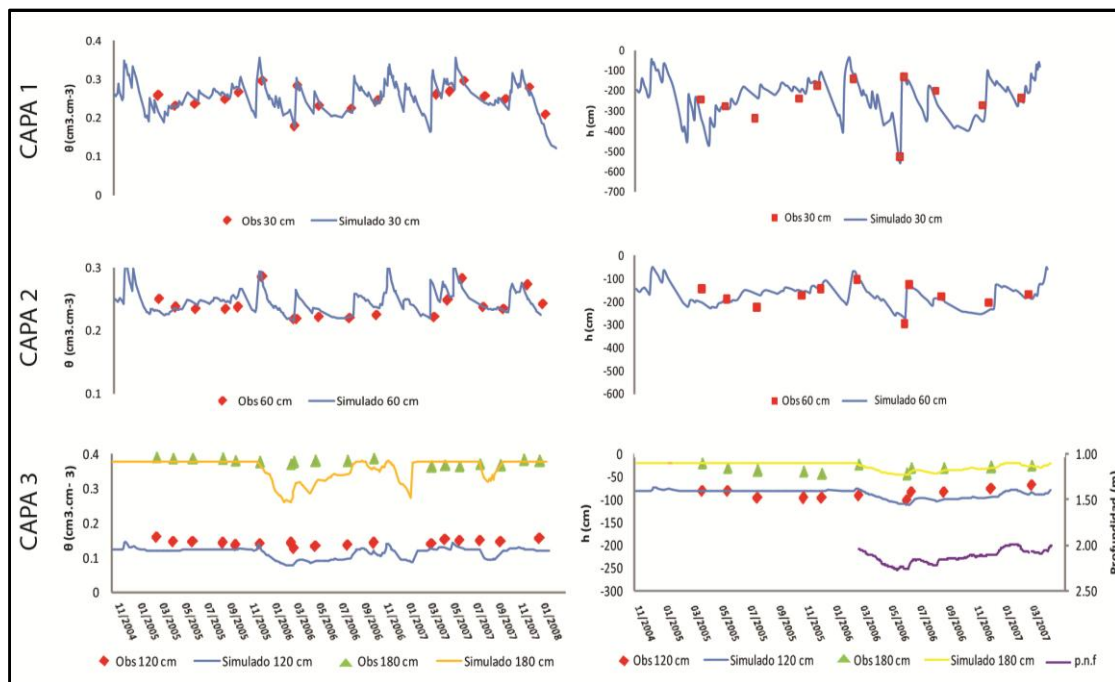 CAPA 1
θ (cm3.cm-3)
0.4
0.3
0.2
0.1
0
Obs 30 cm
Simulado 30 cm
h (cm)
0
-100
-200
-300
-400
-500
-600
-700
Obs 30 cm
Simulado 30 cm
CAPA 2
θ (cm3.cm-3)
0.3
0.2
0.1
Obs 60 cm
Simulado 60 cm
h (cm)
0
-100
-200
-300
-400
-500
-600
Obs 60 cm
Simulado 60 cm
CAPA 3
θ (cm3.cm- 3)
0.4
0.3
0.2
0.1
0
11/2004
01/2005
03/2005
05/2005
07/2005
09/2005
11/2005
01/2006
03/2006
05/2006
07/2006
09/2006
11/2006
01/2007
03/2007
05/2007
07/2007
09/2007
11/2007
01/2008
Obs 120 cm
Simulado 120 cm
Obs 180 cm
Simulado 180 cm
h (cm)
0
-50
-100
-150
-200
-250
-300
1.00
1.50
2.00
2.50
Profundidad (m)
11/2004
01/2005
03/2005
05/2005
07/2005
09/2005
11/2005
01/2006
03/2006
05/2006
07/2006
09/2006
11/2006
01/2007
03/2007
Obs 120 cm
Simulado 120 cm
Obs 180 cm
Simulado 180 cm
p.n.f